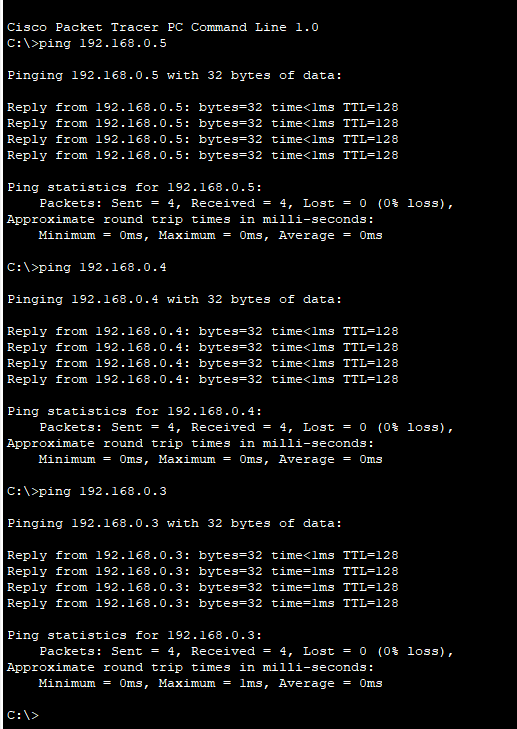 Cisco Packet Tracer PC Command Line 1.0
C:\>ping 192.168.0.5
Pinging 192.168.0.5 with 32 bytes of data:
Reply from 192.168.0.5: bytes=32 time<1ms TTL=128
Reply from 192.168.0.5: bytes=32 time<1ms TTL=128
Reply from 192.168.0.5: bytes=32 time<1ms TTL=128
Reply from 192.168.0.5: bytes=32 time<1ms TTL=128
Ping statistics for 192.168.0.5:
Packets: Sent = 4, Received = 4, Lost = 0 (0% loss),
Approximate round trip times in milli-seconds:
Minimum = 0ms, Maximum = 0ms, Average = 0ms
C:\>ping 192.168.0.4
Pinging 192.168.0.4 with 32 bytes of data:
Reply from 192.168.0.4: bytes=32 time<1ms TTL=128
Reply from 192.168.0.4: bytes=32 time<1ms TTL=128
Reply from 192.168.0.4: bytes=32 time<1ms TTL=128
Reply from 192.168.0.4: bytes=32 time<1ms TTL=128
Ping statistics for 192.168.0.4:
Packets: Sent = 4, Received = 4, Lost = 0 (0% loss),
Approximate round trip times in milli-seconds:
Minimum = 0ms, Maximum = 0ms, Average = 0ms
C:\>ping 192.168.0.3
Pinging 192.168.0.3 with 32 bytes of data:
Reply from 192.168.0.3: bytes=32 time<1ms TTL=128
Reply from 192.168.0.3: bytes=32 time=1ms TTL=128
Reply from 192.168.0.3: bytes=32 time=1ms TTL=128
Reply from 192.168.0.3: bytes=32 time=1ms TTL=128
Ping statistics for 192.168.0.3:
Packets: Sent = 4, Received = 4, Lost = 0 (0% loss),
Approximate round trip times in milli-seconds:
Minimum = 0ms, Maximum = 1ms, Average = 0ms
C:\>